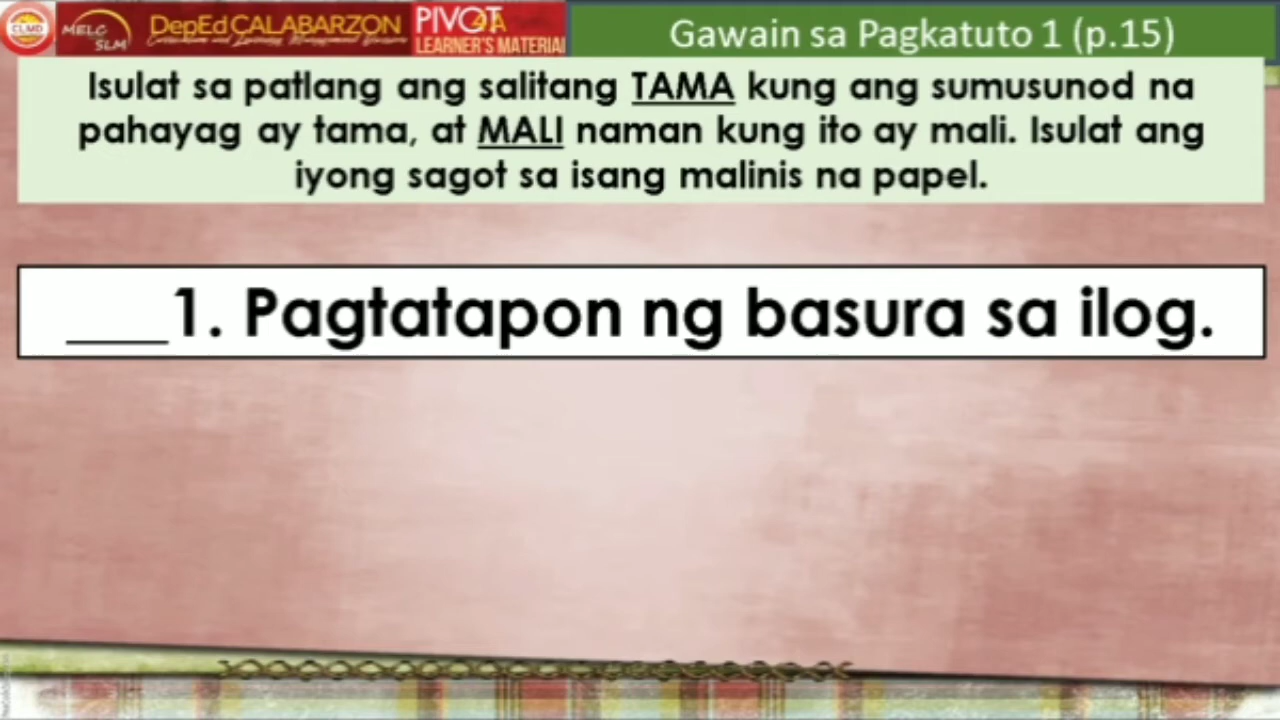 CLMD
MELC
SLM
DepEd CALABARZON
PIVOT 4A
LEARNER'S MATERIAL
Gawain sa Pagkatuto 1 (p.15)
Isulat sa patlang ang salitang TAMA kung ang sumusunod na
pahayag ay tama, at MALI naman kung ito ay mali. Isulat ang
iyong sagot sa isang malinis na papel.
___1. Pagtatapon ng basura sa ilog.